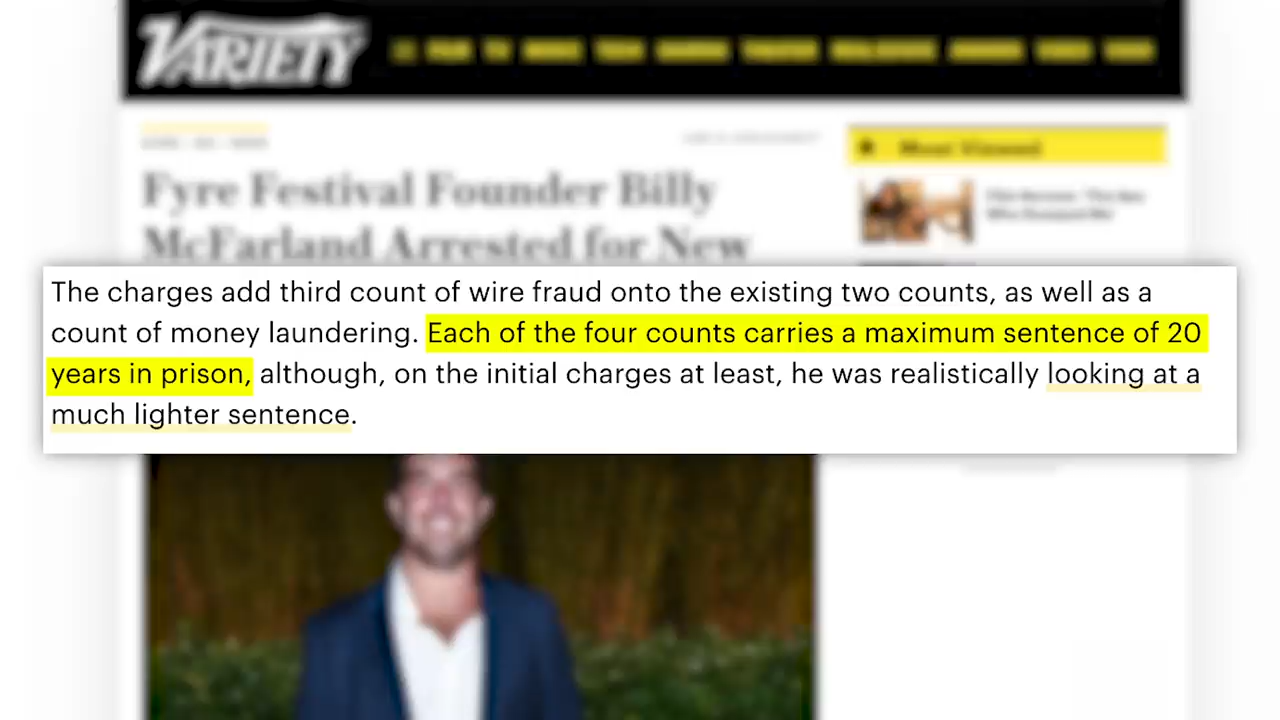 VARIETY
Most Viewed
Fyre Festival Founder Billy
McFarland Arrested for New
The charges add third count of wire fraud onto the existing two counts, as well as a
count of money laundering. Each of the four counts carries a maximum sentence of 20
years in prison, although, on the initial charges at least, he was realistically looking at a
much lighter sentence.